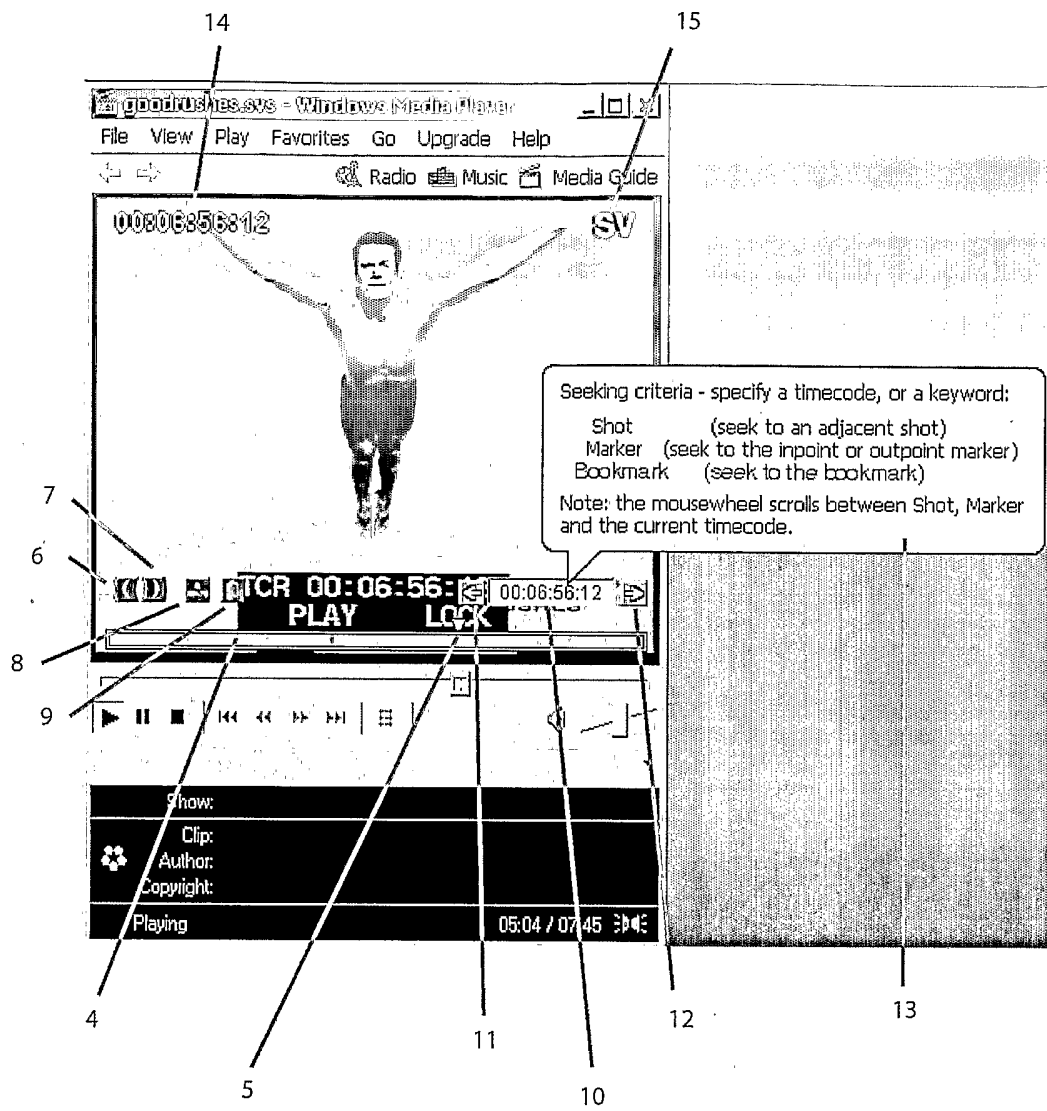 14 15
goodrushes.svs - Windows Media Player
File View Play Favorites Go Upgrade Help
Radio Music Media Guide
00:06:56:12 SV
Seeking criteria - specify a timecode, or a keyword:
Shot (seek to an adjacent shot)
Marker (seek to the inpoint or outpoint marker)
Bookmark (seek to the bookmark)
Note: the mousewheel scrolls between Shot, Marker
and the current timecode.
7
6
TCR 00:06:56: 00:06:56:12
PLAY LOCK
8
9
Show:
Clip:
Author:
Copyright:
Playing 05:04 / 07:45
4 11 12 13
5 10